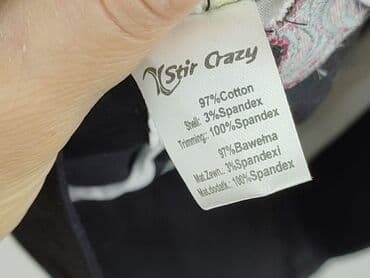 Stir Crazy
97%Cotton
Shell: 3%Spandex
Trimming:: 100%Spandex
97%Bawełna
Mat.Zewn.: 3%Spandexi
Mat.dodatk.: 100%Spandex